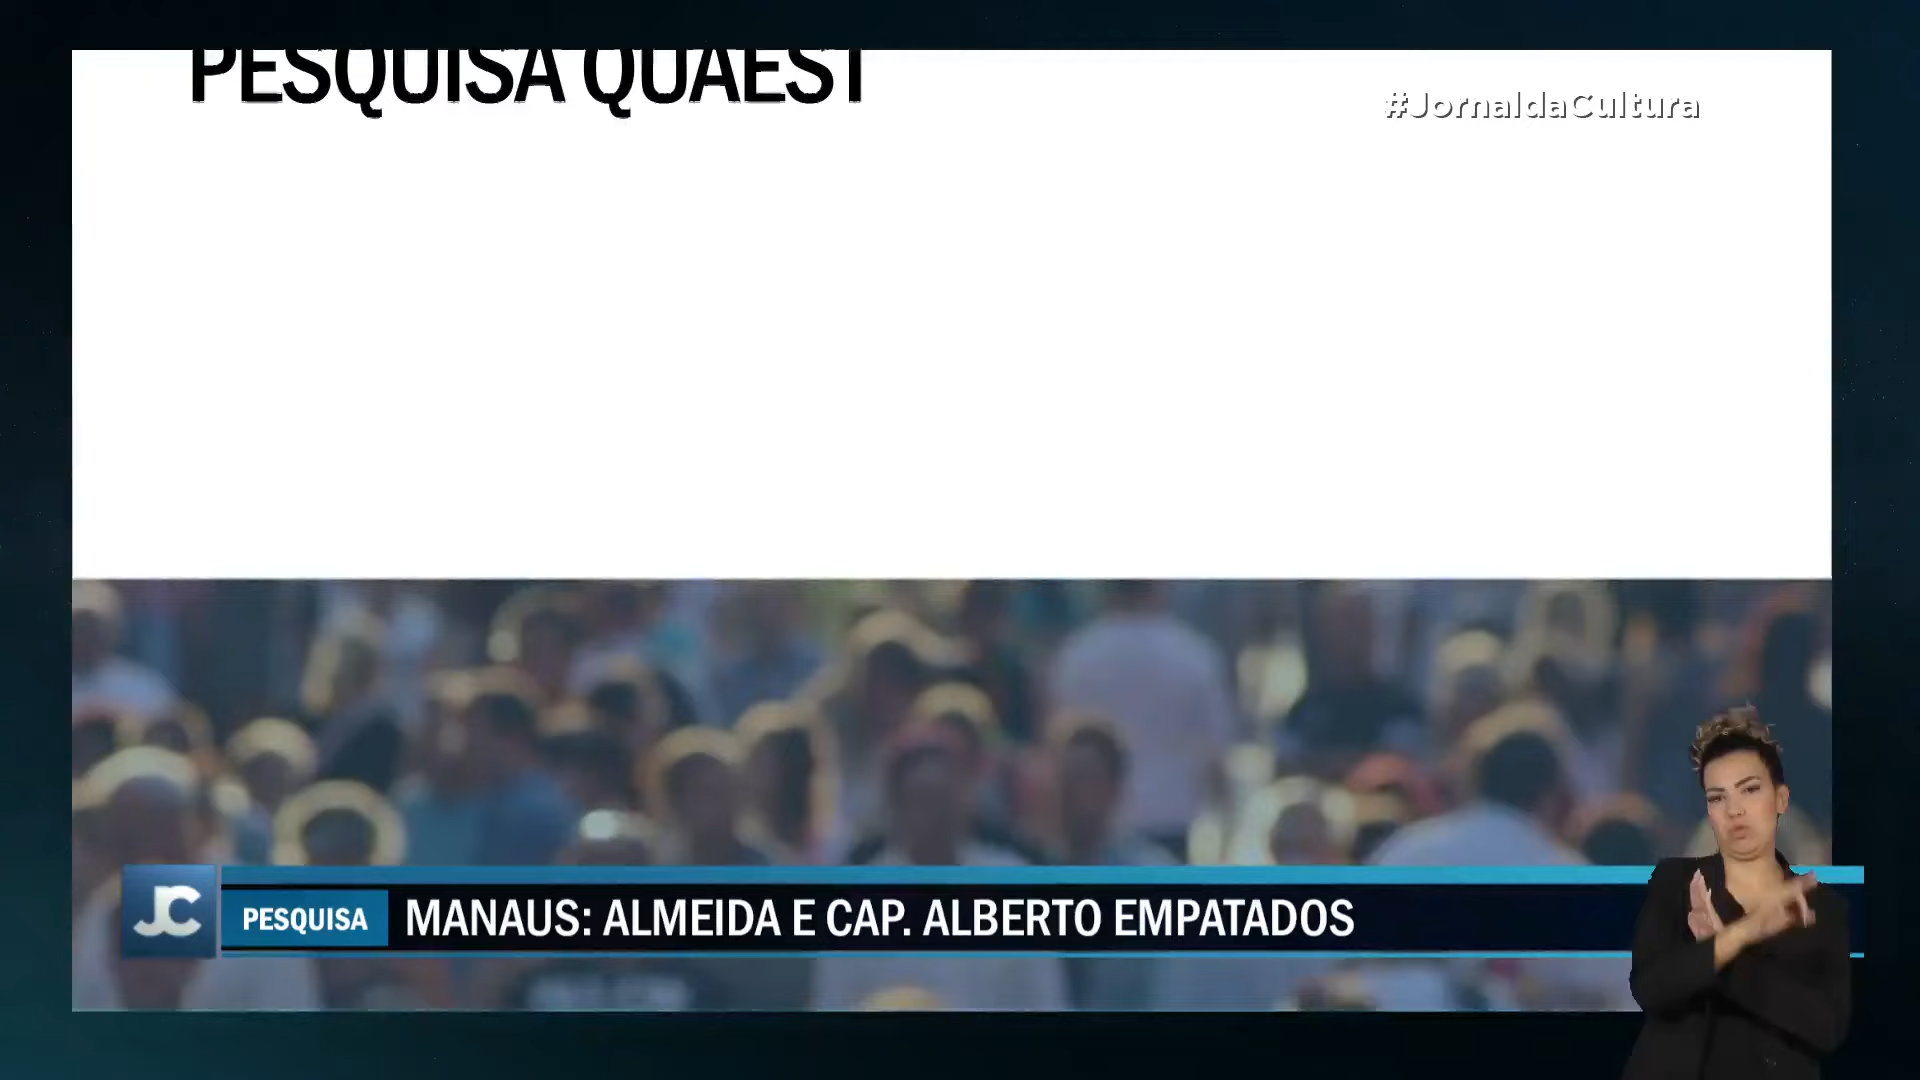 PESQUISA QUAEST
#JornaldaCultura
JC
PESQUISA
MANAUS: ALMEIDA E CAP. ALBERTO EMPATADOS